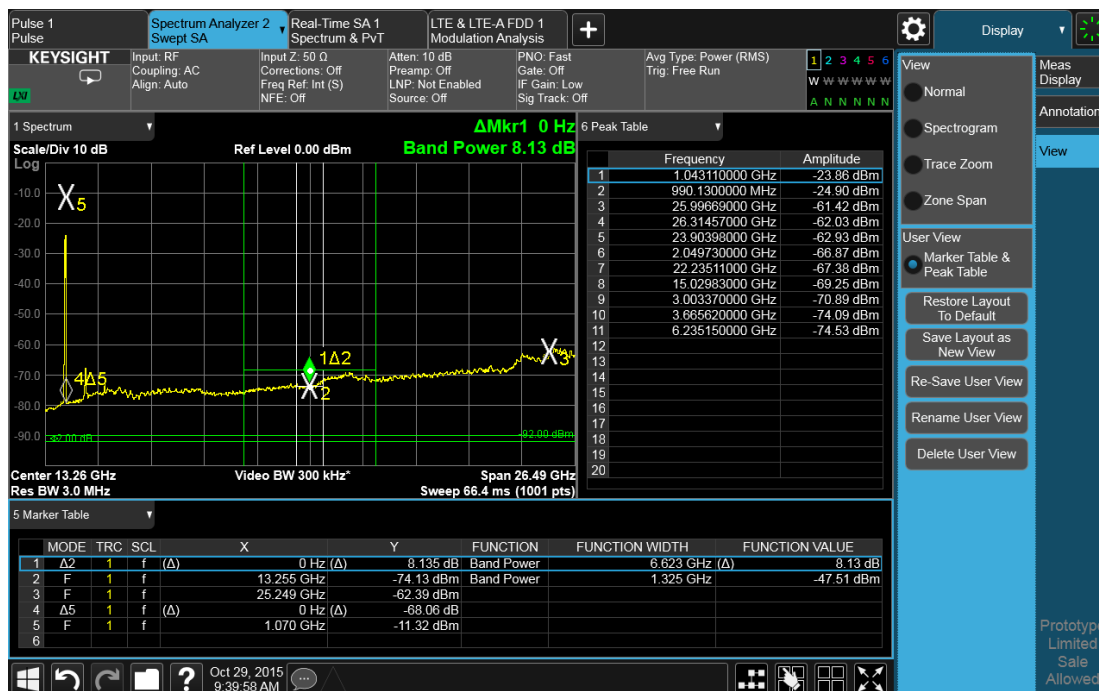 Pulse 1
Pulse
Spectrum Analyzer 2
Swept SA
Real-Time SA 1
Spectrum & PvT
LTE & LTE-A FDD 1
Modulation Analysis
Display
KEYSIGHT
LXI
Input: RF
Coupling: AC
Align: Auto
Input Z: 50 Ω
Corrections: Off
Freq Ref: Int (S)
NFE: Off
Atten: 10 dB
Preamp: Off
LNP: Not Enabled
Source: Off
PNO: Fast
Gate: Off
IF Gain: Low
Sig Track: Off
Avg Type: Power (RMS)
Trig: Free Run
1 2 3 4 5 6
W W W W W W
A N N N N N
1 Spectrum
ΔMkr1 0 Hz
Scale/Div 10 dB
Ref Level 0.00 dBm
Band Power 8.13 dB
Log
-10.0
-20.0
-30.0
-40.0
-50.0
-60.0
-70.0
-80.0
-90.0
5
4Δ5
1Δ2
2
3
-92.00 dB
-92.00 dBm
Center 13.26 GHz
Video BW 300 kHz*
Span 26.49 GHz
Res BW 3.0 MHz
Sweep 66.4 ms (1001 pts)
6 Peak Table
Frequency Amplitude
1 1.043110000 GHz -23.86 dBm
2 990.1300000 MHz -24.90 dBm
3 25.99669000 GHz -61.42 dBm
4 26.31457000 GHz -62.03 dBm
5 23.90398000 GHz -62.93 dBm
6 2.049730000 GHz -66.87 dBm
7 22.23511000 GHz -67.38 dBm
8 15.02983000 GHz -69.25 dBm
9 3.003370000 GHz -70.89 dBm
10 3.665620000 GHz -74.09 dBm
11 6.235150000 GHz -74.53 dBm
12
13
14
15
16
17
18
19
20
5 Marker Table
MODE TRC SCL X Y FUNCTION FUNCTION WIDTH FUNCTION VALUE
1 Δ2 1 f (Δ) 0 Hz (Δ) 8.135 dB Band Power 6.623 GHz (Δ) 8.13 dB
2 F 1 f 13.255 GHz -74.13 dBm Band Power 1.325 GHz -47.51 dBm
3 F 1 f 25.249 GHz -62.39 dBm
4 Δ5 1 f (Δ) 0 Hz (Δ) -68.06 dB
5 F 1 f 1.070 GHz -11.32 dBm
6
View
Normal
Spectrogram
Trace Zoom
Zone Span
User View
Marker Table &
Peak Table
Restore Layout
To Default
Save Layout as
New View
Re-Save User View
Rename User View
Delete User View
Meas
Display
Annotation
View
Prototype
Limited
Sale
Allowed
?
Oct 29, 2015
9:39:58 AM